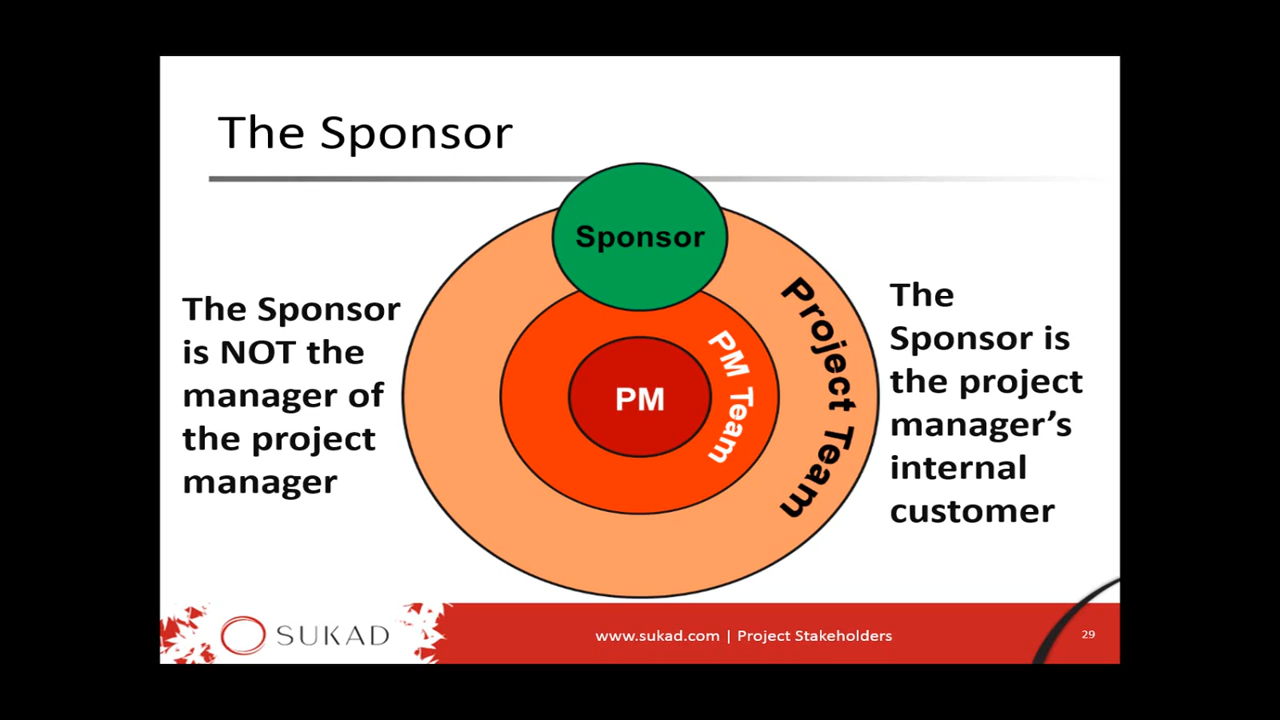 The Sponsor
Sponsor
The Sponsor
is NOT the
manager of
the project
manager
PM
PM Team
Project Team
The
Sponsor is
the project
manager’s
internal
customer
SUKAD
www.sukad.com | Project Stakeholders
29